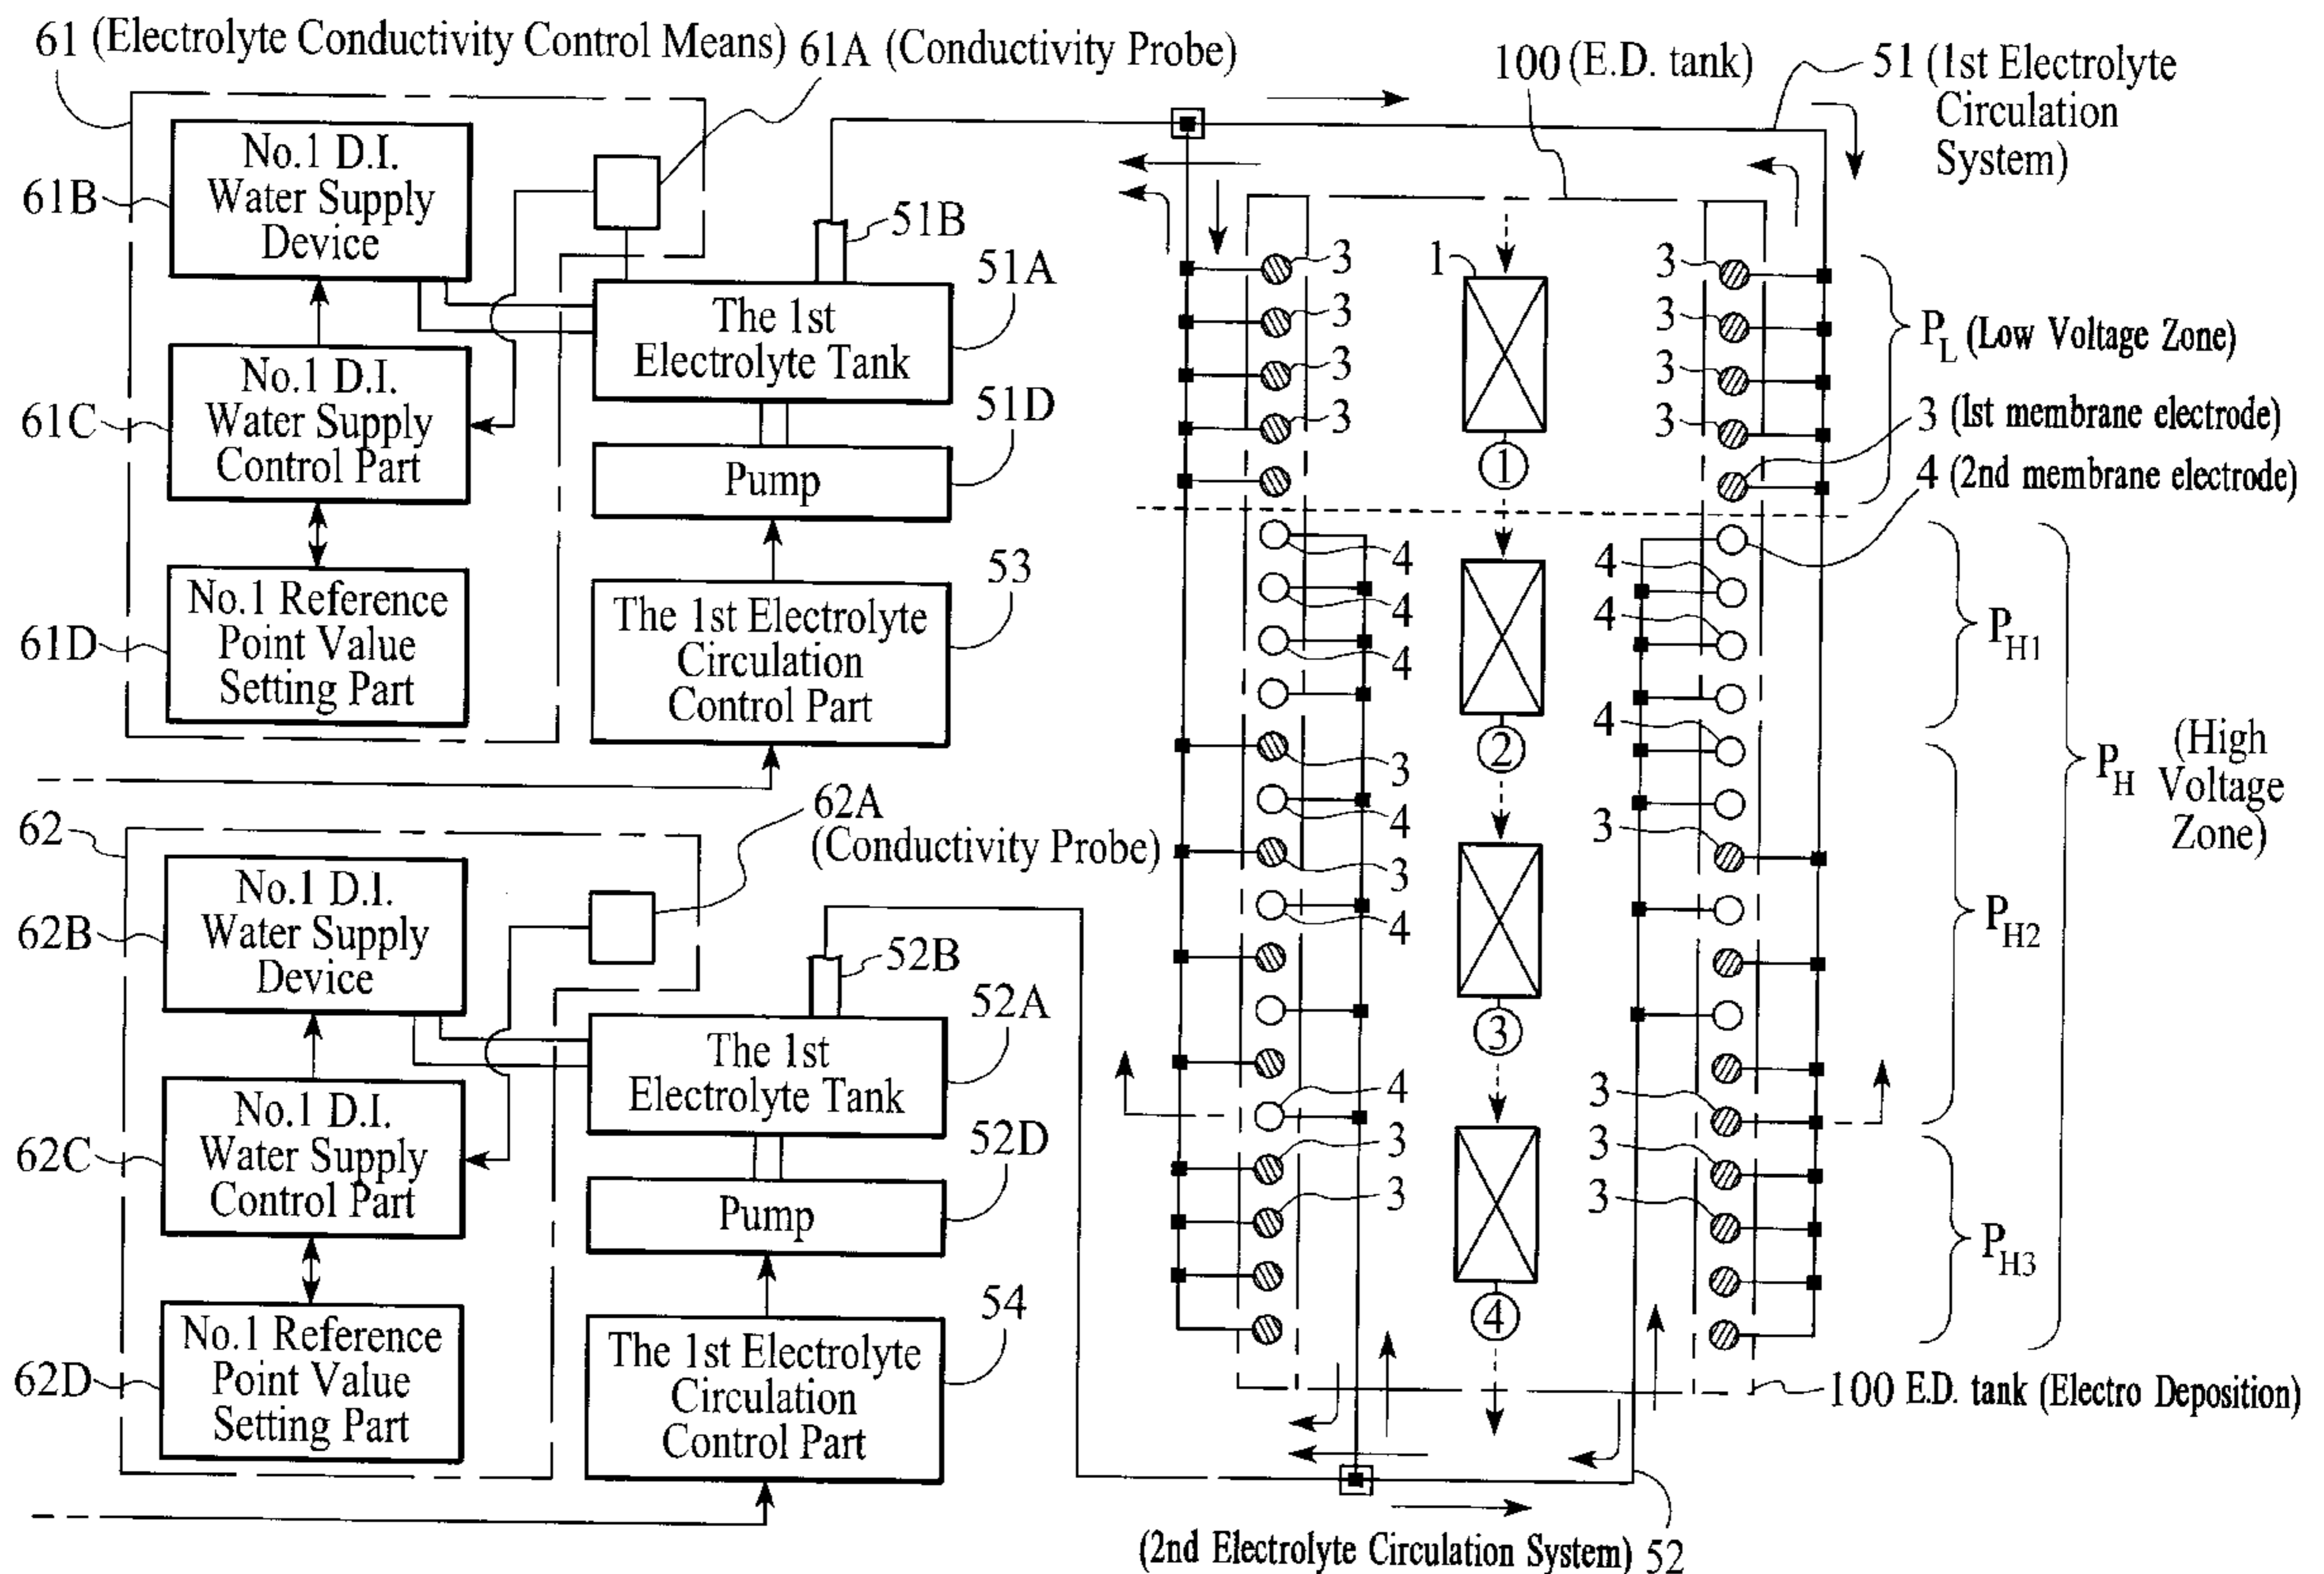 61 (Electrolyte Conductivity Control Means)
61A (Conductivity Probe)
100 (E.D. tank)
51 (1st Electrolyte
Circulation
System)
61B
No.1 D.I.
Water Supply
Device
51B
51A
The 1st
Electrolyte Tank
61C
No.1 D.I.
Water Supply
Control Part
51D
Pump
61D
No.1 Reference
Point Value
Setting Part
53
The 1st Electrolyte
Circulation
Control Part
62
62A
(Conductivity Probe)
62B
No.1 D.I.
Water Supply
Device
52B
52A
The 1st
Electrolyte Tank
62C
No.1 D.I.
Water Supply
Control Part
52D
Pump
62D
No.1 Reference
Point Value
Setting Part
54
The 1st Electrolyte
Circulation
Control Part
3
3
3
3
4
4
4
3
4
3
4
4
3
3
1
1
2
3
4
3
3
3
3
4
4
4
3
3
3
3
PL (Low Voltage Zone)
3 (1st membrane electrode)
4 (2nd membrane electrode)
PH1
PH2
PH3
PH
(High
Voltage
Zone)
100 E.D. tank (Electro Deposition)
(2nd Electrolyte Circulation System) 52